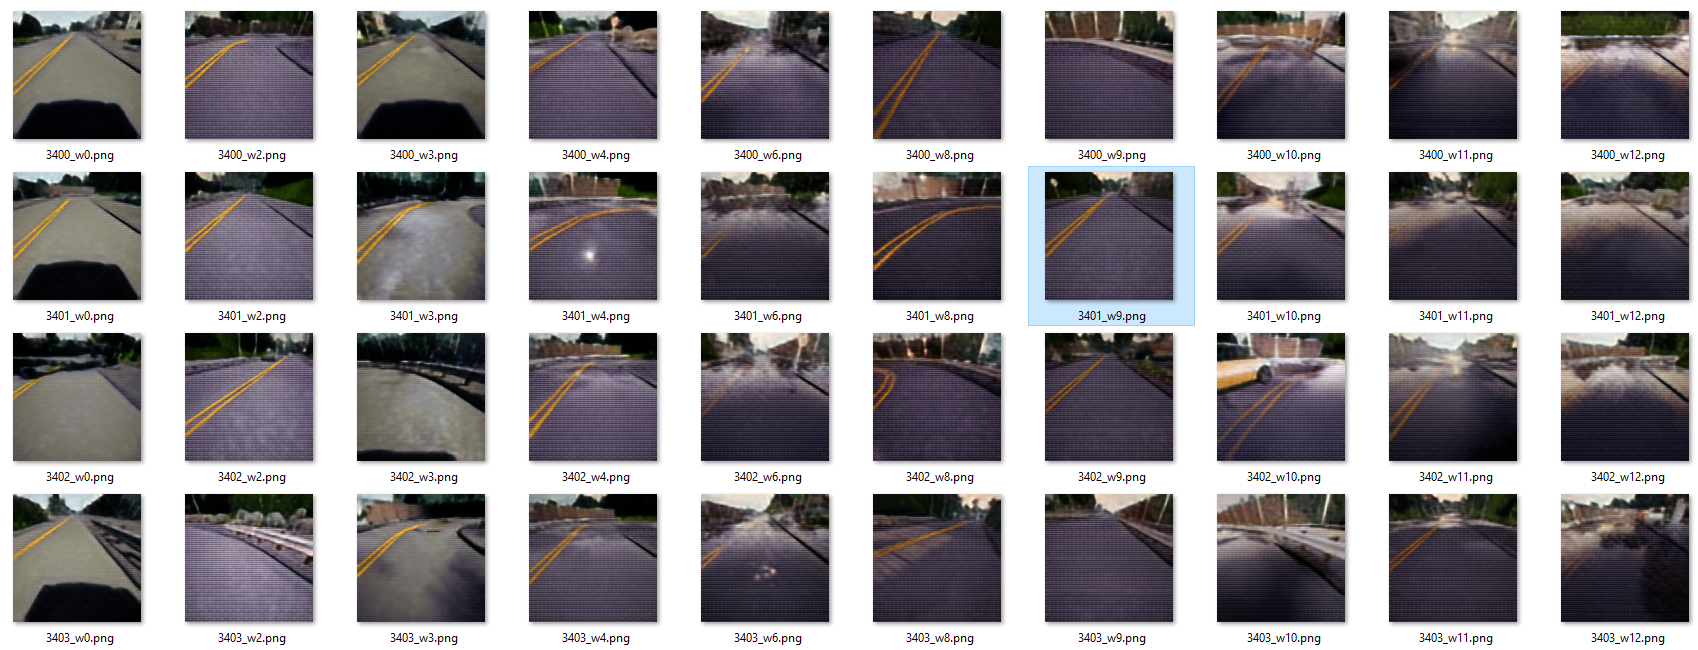 3400_w0.png 3400_w2.png 3400_w3.png 3400_w4.png 3400_w6.png 3400_w8.png 3400_w9.png 3400_w10.png 3400_w11.png 3400_w12.png
3401_w0.png 3401_w2.png 3401_w3.png 3401_w4.png 3401_w6.png 3401_w8.png 3401_w9.png 3401_w10.png 3401_w11.png 3401_w12.png
3402_w0.png 3402_w2.png 3402_w3.png 3402_w4.png 3402_w6.png 3402_w8.png 3402_w9.png 3402_w10.png 3402_w11.png 3402_w12.png
3403_w0.png 3403_w2.png 3403_w3.png 3403_w4.png 3403_w6.png 3403_w8.png 3403_w9.png 3403_w10.png 3403_w11.png 3403_w12.png